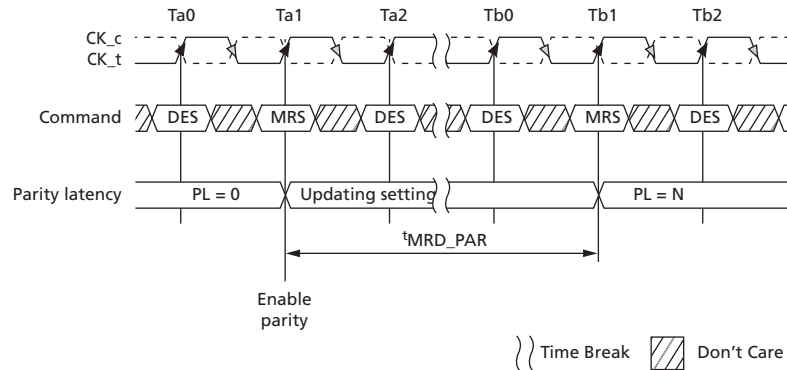 Ta0 Ta1 Ta2 Tb0 Tb1 Tb2
CK_c
CK_t
Command DES MRS DES DES MRS DES
Parity latency PL = 0 Updating setting PL = N
tMRD_PAR
Enable
parity
Time Break Don't Care